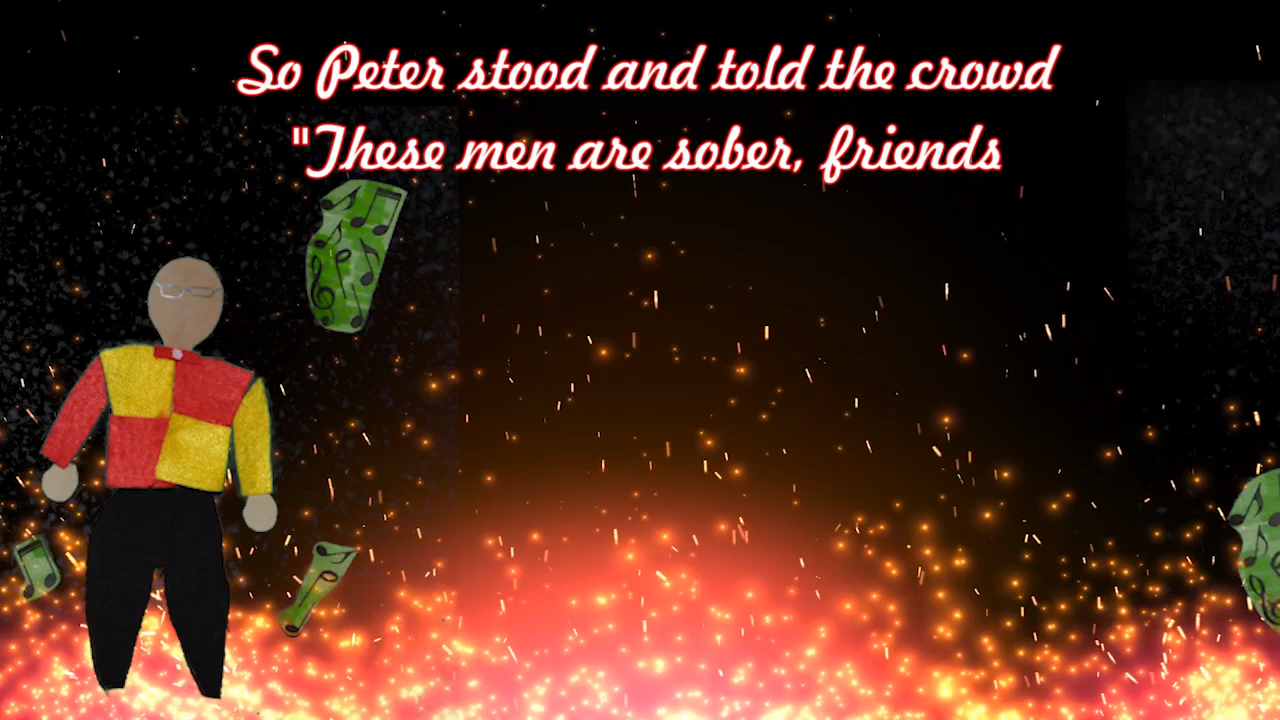 So Peter stood and told the crowd
"These men are sober, friends